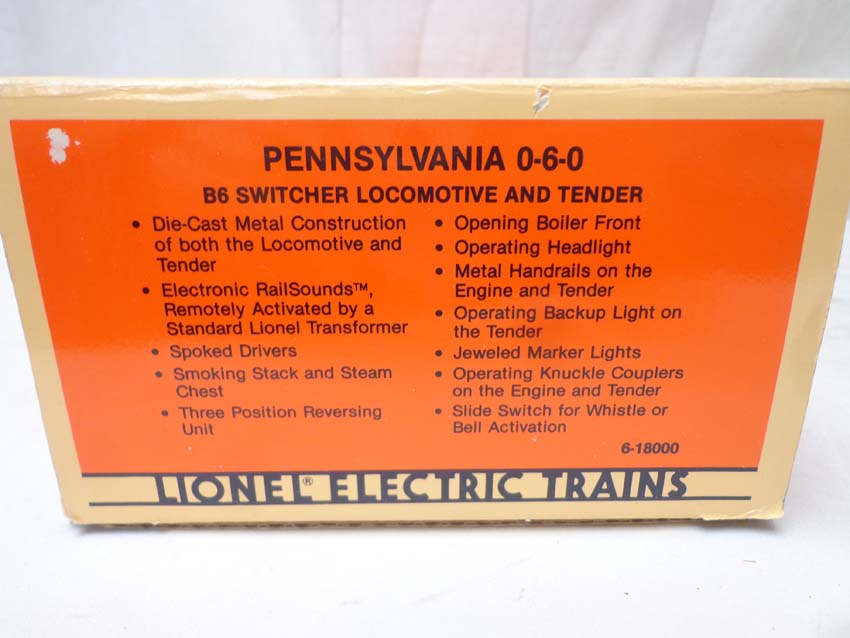 PENNSYLVANIA 0-6-0
B6 SWITCHER LOCOMOTIVE AND TENDER
• Die-Cast Metal Construction
of both the Locomotive and
Tender
• Electronic RailSounds™,
Remotely Activated by a
Standard Lionel Transformer
• Spoked Drivers
• Smoking Stack and Steam
Chest
• Three Position Reversing
Unit
• Opening Boiler Front
• Operating Headlight
• Metal Handrails on the
Engine and Tender
• Operating Backup Light on
the Tender
• Jeweled Marker Lights
• Operating Knuckle Couplers
on the Engine and Tender
• Slide Switch for Whistle or
Bell Activation
6-18000
LIONEL® ELECTRIC TRAINS